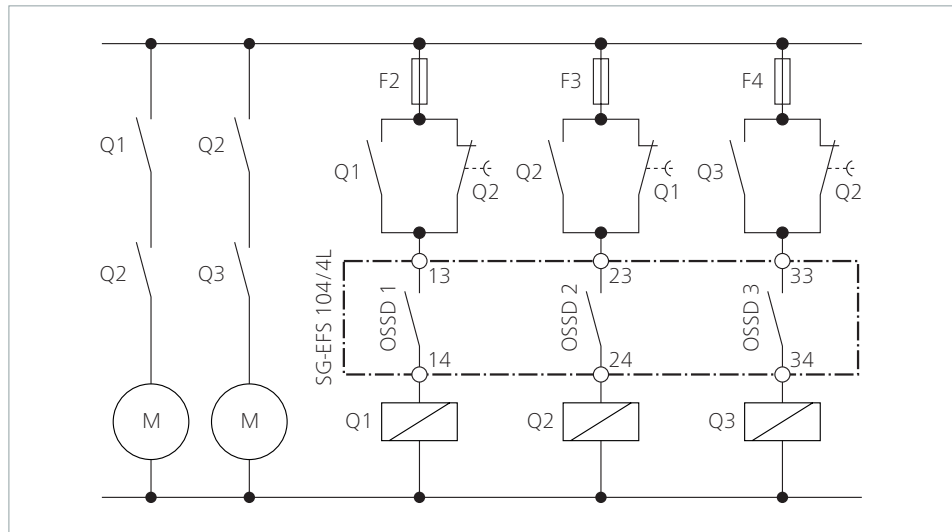 F2
F3
F4
Q1
Q2
Q1
Q2
Q2
Q1
Q3
Q2
Q2
Q3
SG-EFS 104/4L
13
23
33
OSSD 1
OSSD 2
OSSD 3
14
24
34
M
M
Q1
Q2
Q3